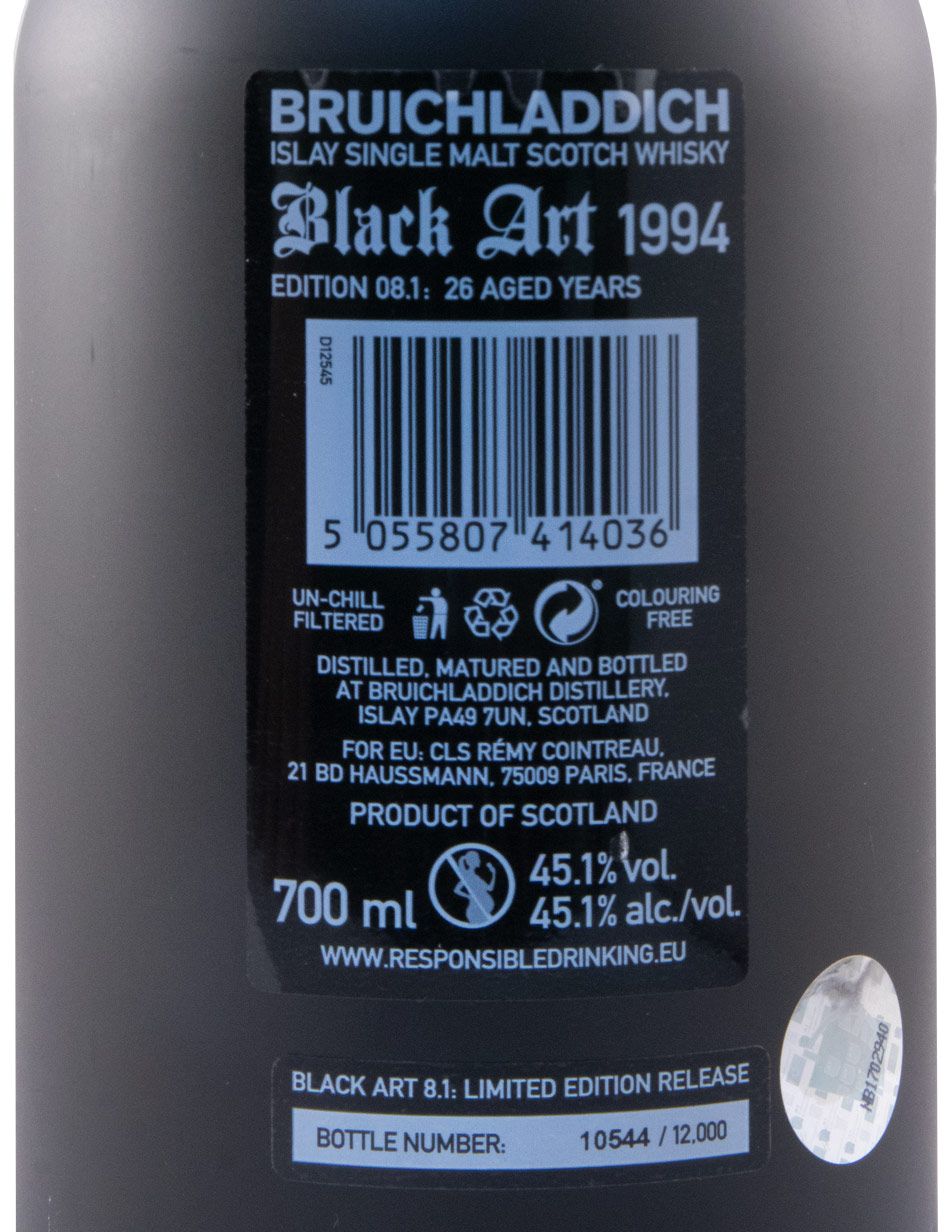 BRUICHLADDICH
ISLAY SINGLE MALT SCOTCH WHISKY
Black Art 1994
EDITION 08.1: 26 AGED YEARS
D12545
5 055807 414036
UN-CHILL
FILTERED
COLOURING
FREE
DISTILLED, MATURED AND BOTTLED
AT BRUICHLADDICH DISTILLERY,
ISLAY PA49 7UN, SCOTLAND
FOR EU: CLS RÉMY COINTREAU,
21 BD HAUSSMANN, 75009 PARIS, FRANCE
PRODUCT OF SCOTLAND
700 ml
45.1% vol.
45.1% alc./vol.
WWW.RESPONSIBLEDRINKING.EU
BLACK ART 8.1: LIMITED EDITION RELEASE
BOTTLE NUMBER: 10544 / 12,000
NB1702940